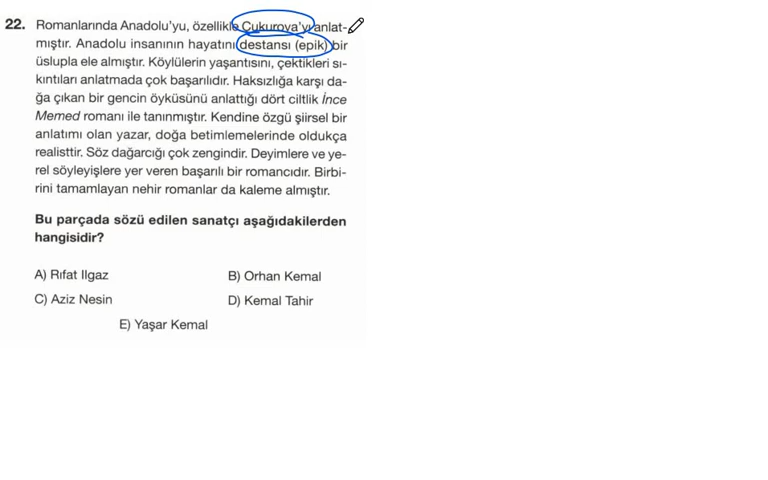 22. Romanlarında Anadolu'yu, özellikle Çukurova'yı anlat-
mıştır. Anadolu insanının hayatını destansı (epik) bir
üslupla ele almıştır. Köylülerin yaşantısını, çektikleri sı-
kıntıları anlatmada çok başarılıdır. Haksızlığa karşı da-
ğa çıkan bir gencin öyküsünü anlattığı dört ciltlik İnce
Memed romanı ile tanınmıştır. Kendine özgü şiirsel bir
anlatımı olan yazar, doğa betimlemelerinde oldukça
realisttir. Söz dağarcığı çok zengindir. Deyimlere ve ye-
rel söyleyişlere yer veren başarılı bir romancıdır. Birbi-
rini tamamlayan nehir romanlar da kaleme almıştır.
Bu parçada sözü edilen sanatçı aşağıdakilerden
hangisidir?
A) Rıfat Ilgaz B) Orhan Kemal
C) Aziz Nesin D) Kemal Tahir
E) Yaşar Kemal